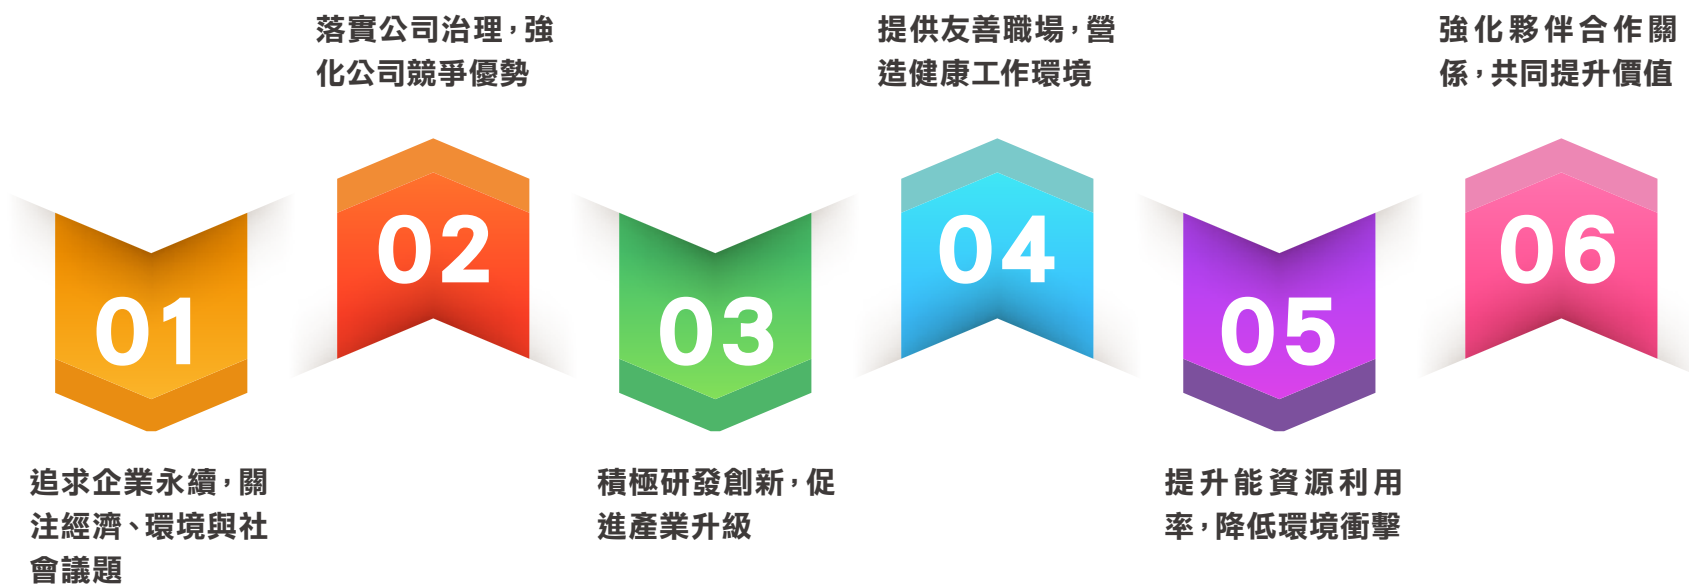 01
追求企業永續，關
注經濟、環境與社
會議題
落實公司治理，強
化公司競爭優勢
02
03
積極研發創新，促
進產業升級
提供友善職場，營
造健康工作環境
04
05
提升能資源利用
率，降低環境衝擊
強化夥伴合作關
係，共同提升價值
06